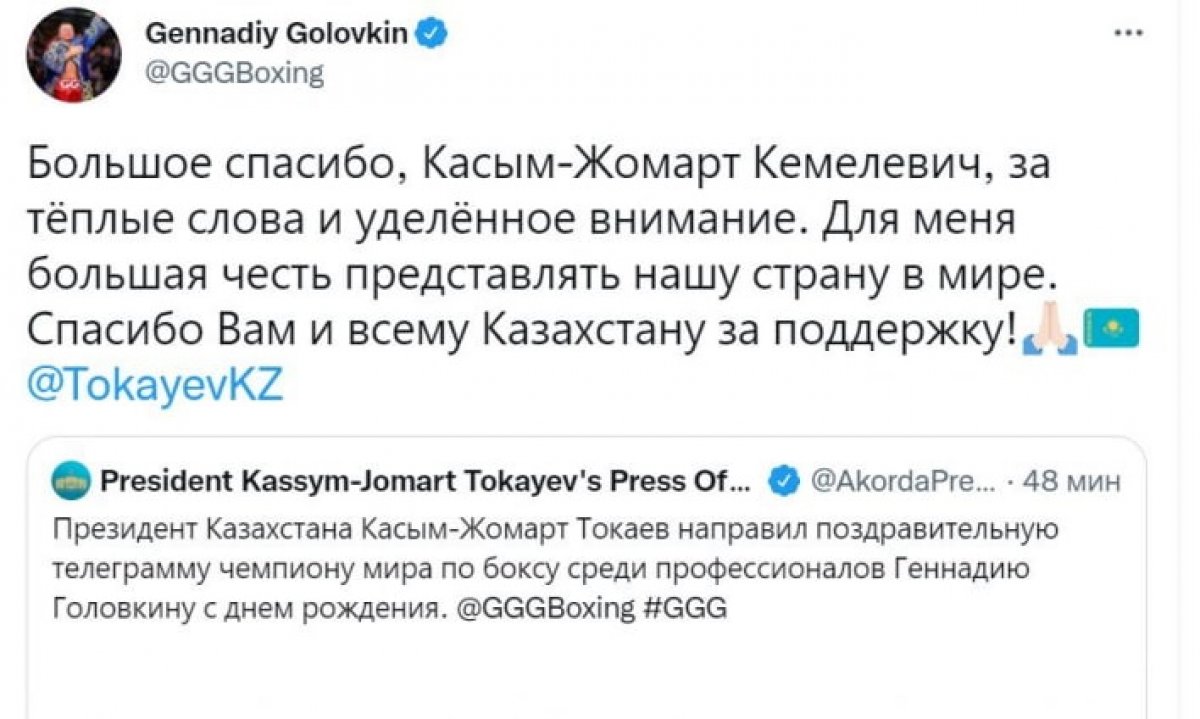 Gennadiy Golovkin
@GGGBoxing
Большое спасибо, Касым-Жомарт Кемелевич, за
тёплые слова и уделённое внимание. Для меня
большая честь представлять нашу страну в мире.
Спасибо Вам и всему Казахстану за поддержку!🙏🏻🇰🇿
@TokayevKZ
President Kassym-Jomart Tokayev's Press Of... @AkordaPre... · 48 мин
Президент Казахстана Касым-Жомарт Токаев направил поздравительную
телеграмму чемпиону мира по боксу среди профессионалов Геннадию
Головкину с днем рождения. @GGGBoxing #GGG